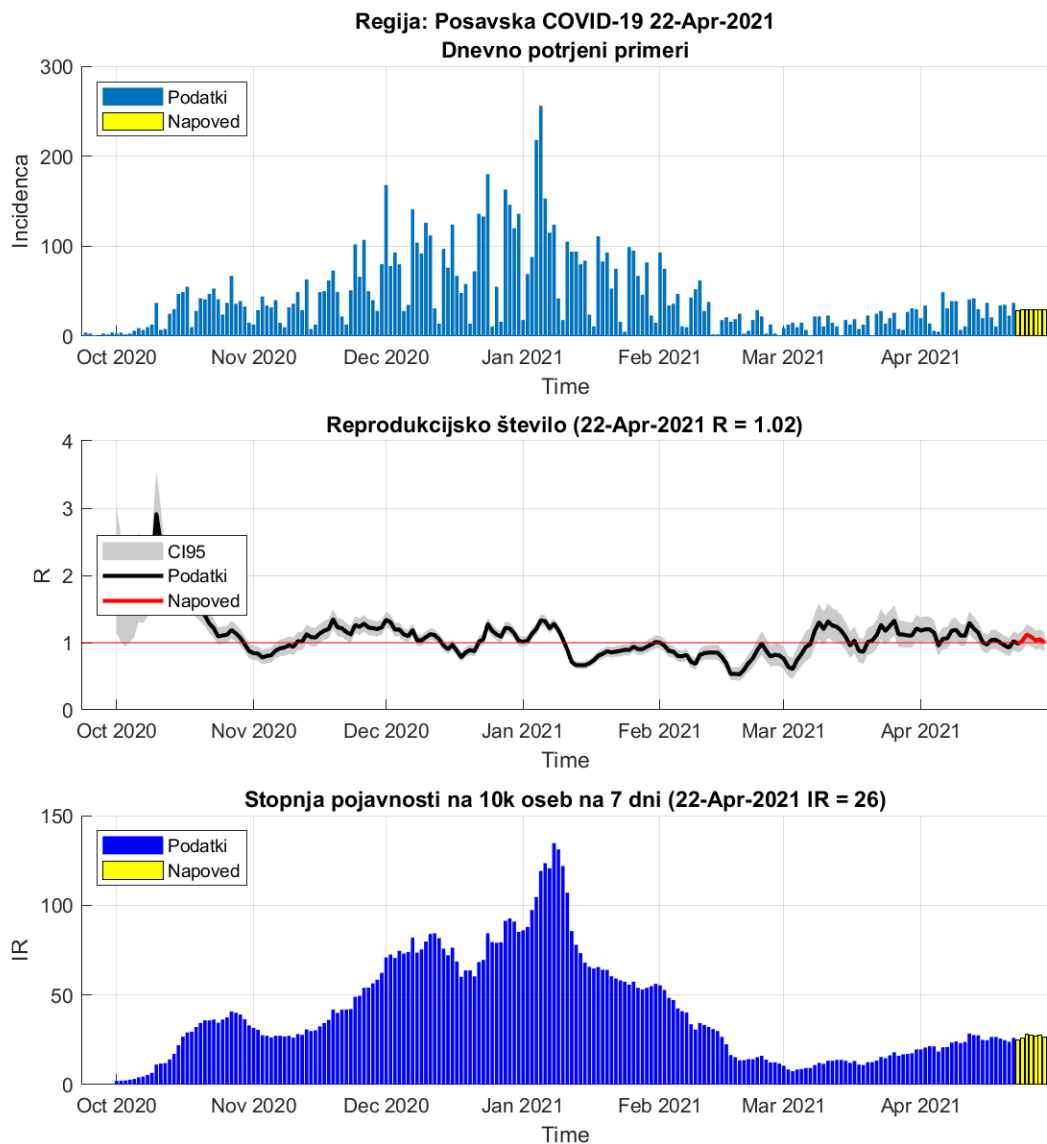 Regija: Posavska COVID-19 22-Apr-2021
Dnevno potrjeni primeri
300
200
100
0
Incidenca
Podatki
Napoved
Oct 2020 Nov 2020 Dec 2020 Jan 2021 Feb 2021 Mar 2021 Apr 2021
Time
Reprodukcijsko število (22-Apr-2021 R = 1.02)
4
3
2
1
0
R
CI95
Podatki
Napoved
Oct 2020 Nov 2020 Dec 2020 Jan 2021 Feb 2021 Mar 2021 Apr 2021
Time
Stopnja pojavnosti na 10k oseb na 7 dni (22-Apr-2021 IR = 26)
150
100
50
0
IR
Podatki
Napoved
Oct 2020 Nov 2020 Dec 2020 Jan 2021 Feb 2021 Mar 2021 Apr 2021
Time